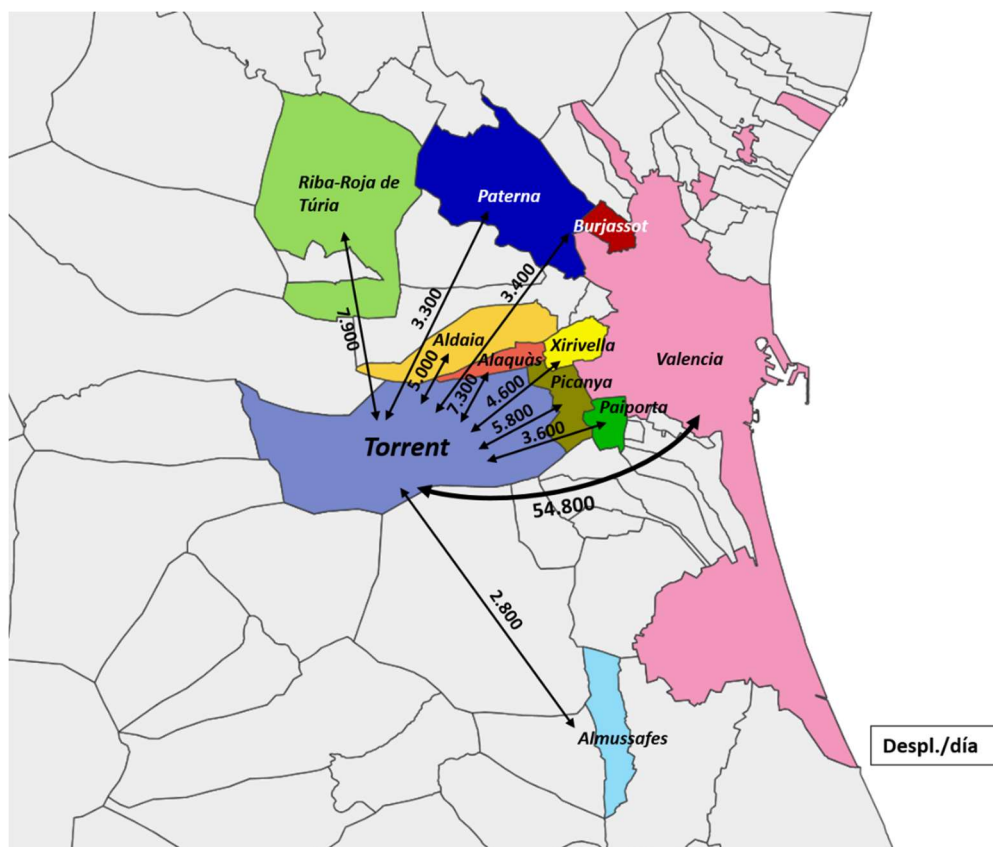 Riba-Roja de
Túria
Paterna
Burjassot
7.900
3.300
3.400
Aldaia
5.000
Alaquàs
7.300
Xirivella
4.600
Picanya
5.800
Paiporta
3.600
Valencia
Torrent
54.800
2.800
Almussafes
Despl./día